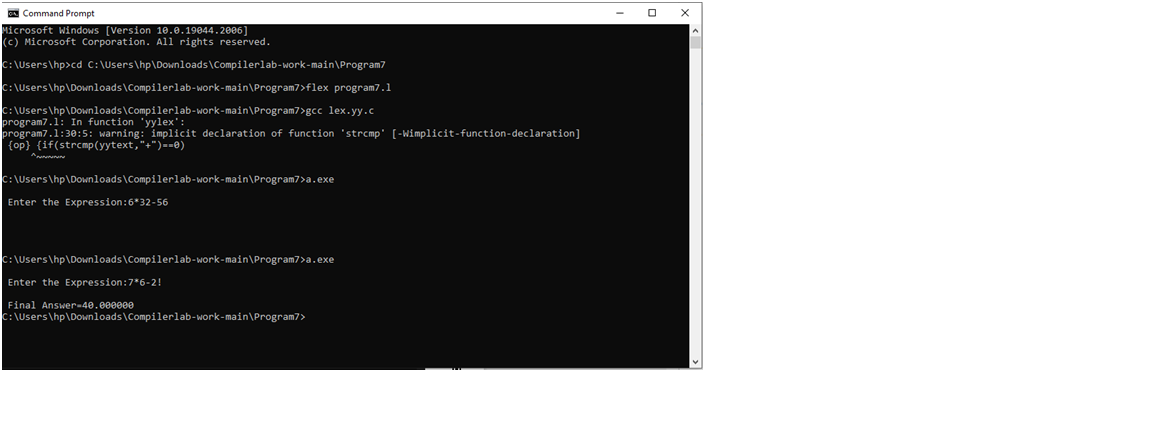 Command Prompt
Microsoft Windows [Version 10.0.19044.2006]
(c) Microsoft Corporation. All rights reserved.
C:\Users\hp>cd C:\Users\hp\Downloads\Compilerlab-work-main\Program7
C:\Users\hp\Downloads\Compilerlab-work-main\Program7>flex program7.l
C:\Users\hp\Downloads\Compilerlab-work-main\Program7>gcc lex.yy.c
program7.l: In function 'yylex':
program7.l:30:5: warning: implicit declaration of function 'strcmp' [-Wimplicit-function-declaration]
{op} {if(strcmp(yytext,"+")==0)
^~~~~~
C:\Users\hp\Downloads\Compilerlab-work-main\Program7>a.exe
Enter the Expression:6*32-56
C:\Users\hp\Downloads\Compilerlab-work-main\Program7>a.exe
Enter the Expression:7*6-2!
Final Answer=40.000000
C:\Users\hp\Downloads\Compilerlab-work-main\Program7>